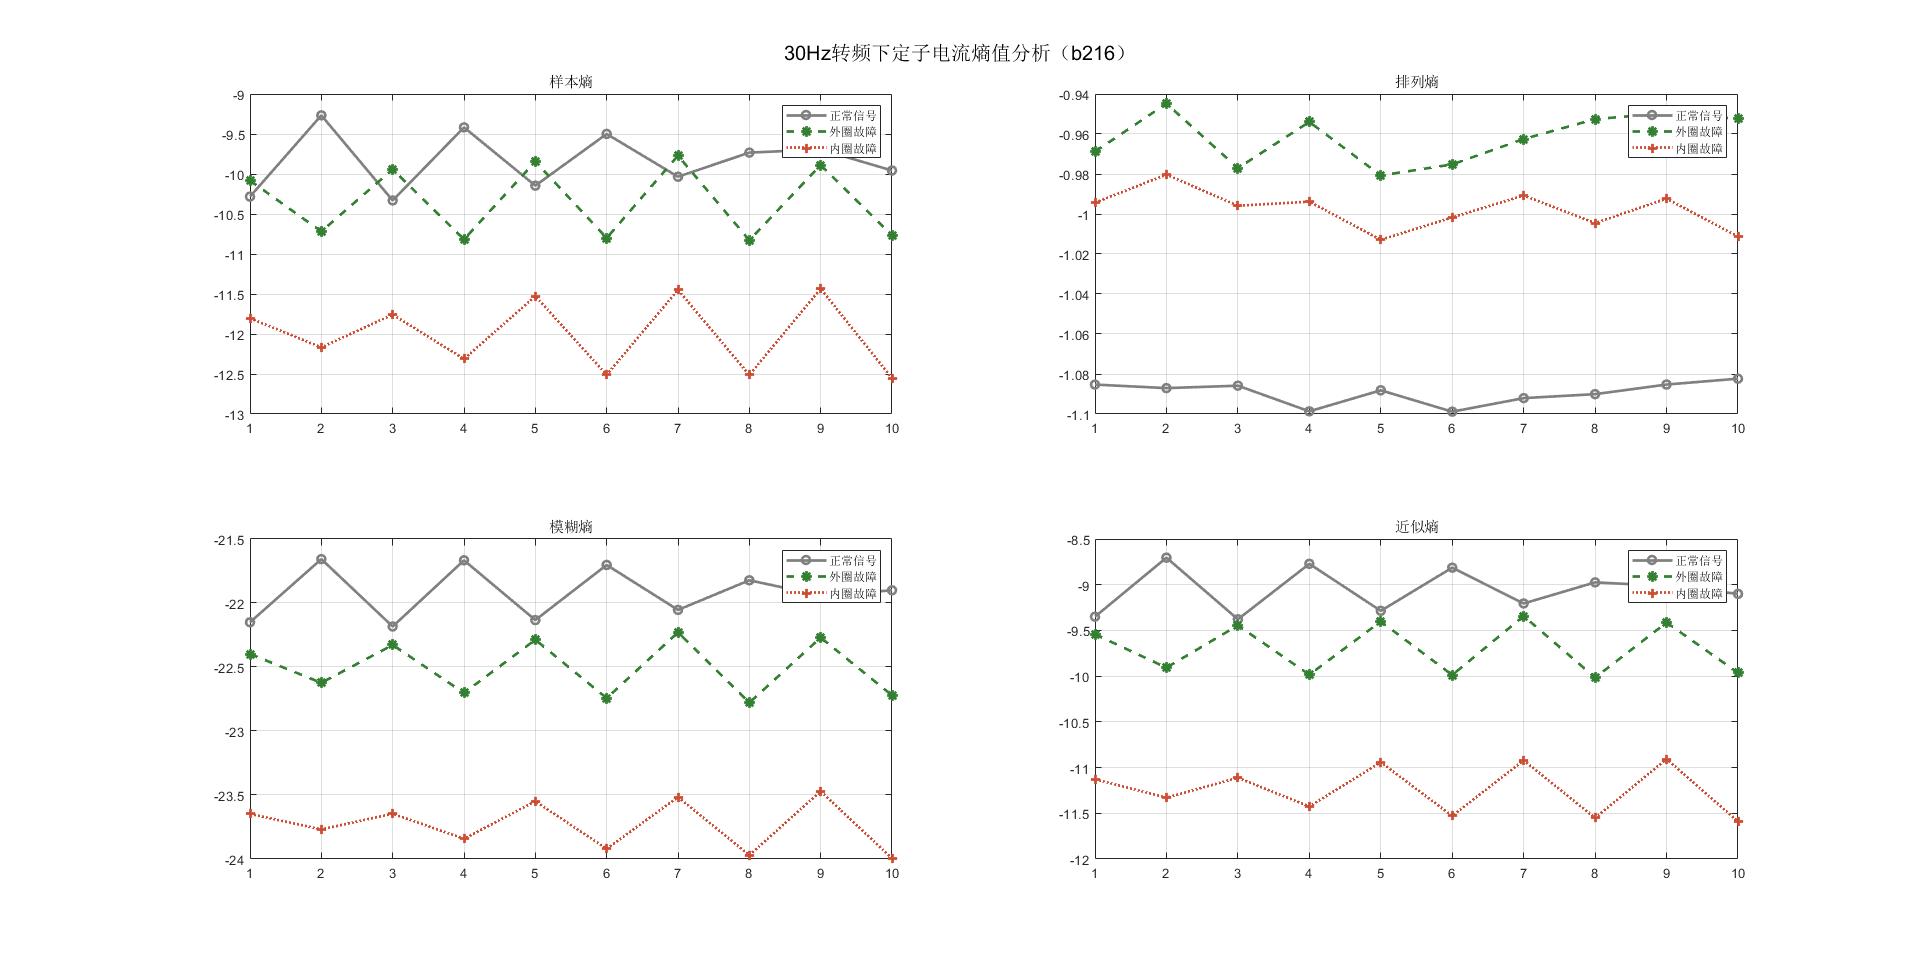 30Hz转频下定子电流熵值分析（b216）
样本熵
-9
-9.5
-10
-10.5
-11
-11.5
-12
-12.5
-13
1 2 3 4 5 6 7 8 9 10
正常信号
外圈故障
内圈故障
排列熵
-0.94
-0.96
-0.98
-1
-1.02
-1.04
-1.06
-1.08
-1.1
1 2 3 4 5 6 7 8 9 10
正常信号
外圈故障
内圈故障
模糊熵
-21.5
-22
-22.5
-23
-23.5
-24
1 2 3 4 5 6 7 8 9 10
正常信号
外圈故障
内圈故障
近似熵
-8.5
-9
-9.5
-10
-10.5
-11
-11.5
-12
1 2 3 4 5 6 7 8 9 10
正常信号
外圈故障
内圈故障